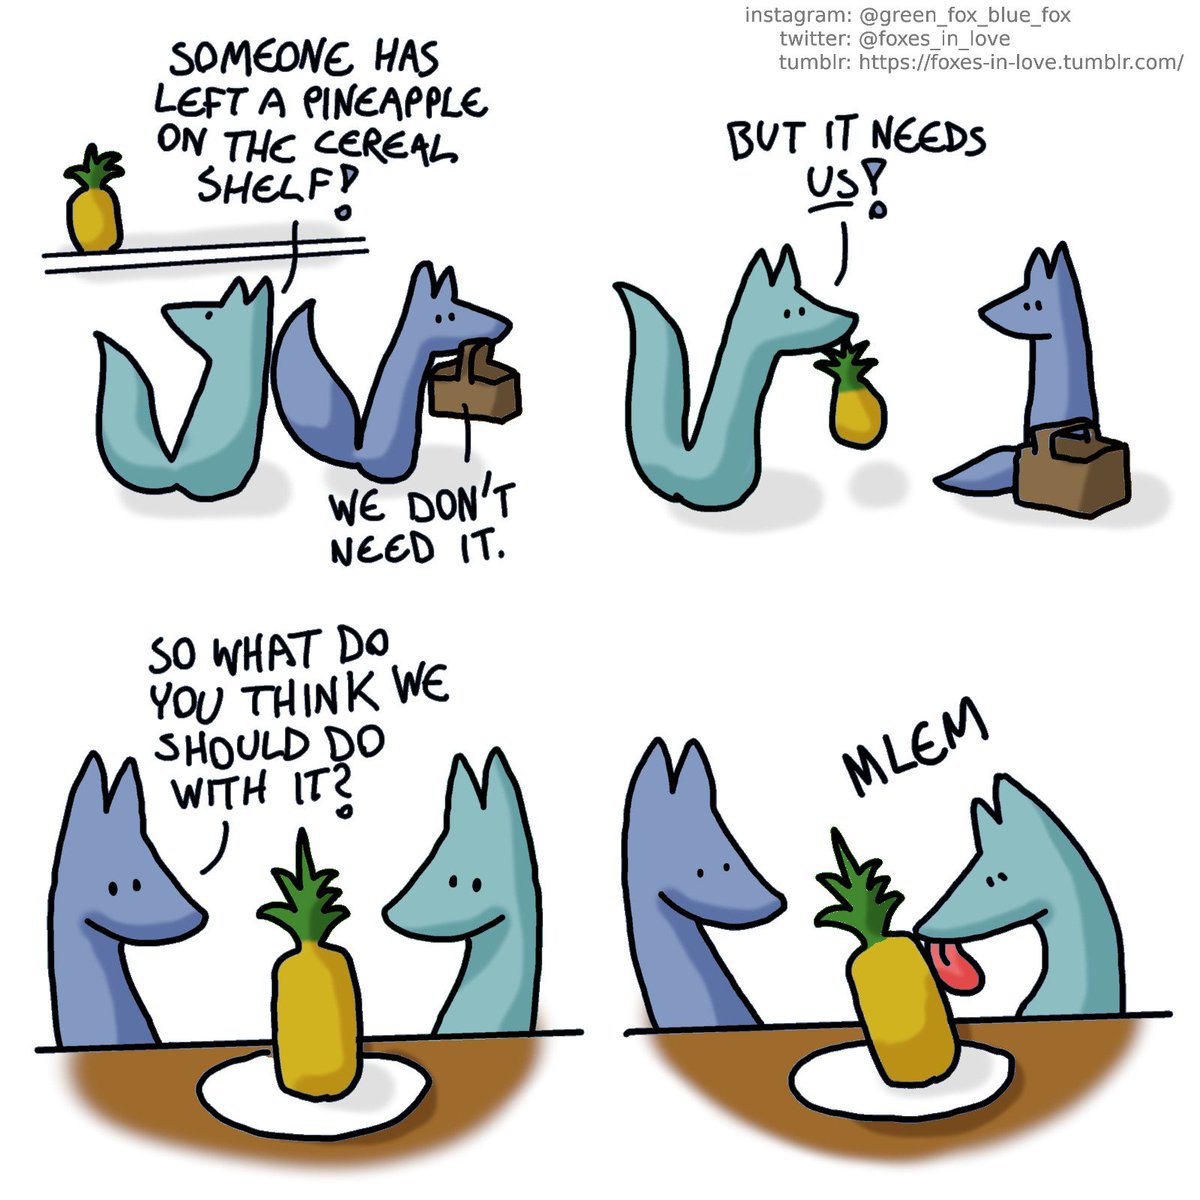 instagram: @green_fox_blue_fox
twitter: @foxes_in_love
tumblr: https://foxes-in-love.tumblr.com/
SOMEONE HAS
LEFT A PINEAPPLE
ON THE CEREAL
SHELF!
WE DON'T
NEED IT.
BUT IT NEEDS
US!
SO WHAT DO
YOU THINK WE
SHOULD DO
WITH IT?
MLEM